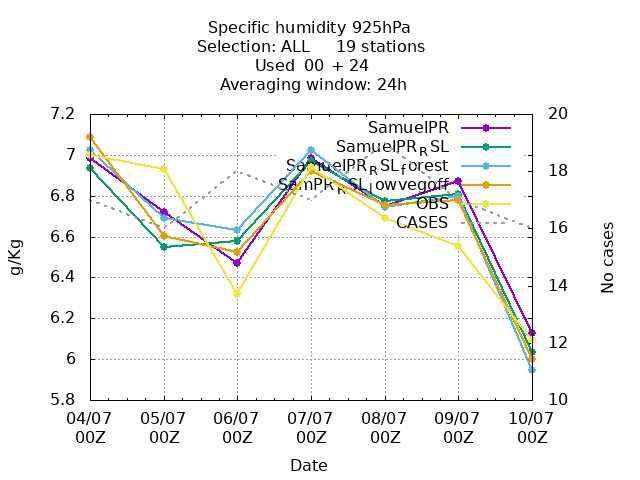 Specific humidity 925hPa
Selection: ALL     19 stations
Used  00  + 24
Averaging window: 24h
7.2
7
6.8
6.6
6.4
6.2
6
5.8
g/Kg
20
18
16
14
12
10
No cases
SamuelPR
SamuelPR_RSL
SamuelPR_RSL_forest
SamPR_RSL_lowvegoff
OBS
CASES
04/07 05/07 06/07 07/07 08/07 09/07 10/07
00Z 00Z 00Z 00Z 00Z 00Z 00Z
Date